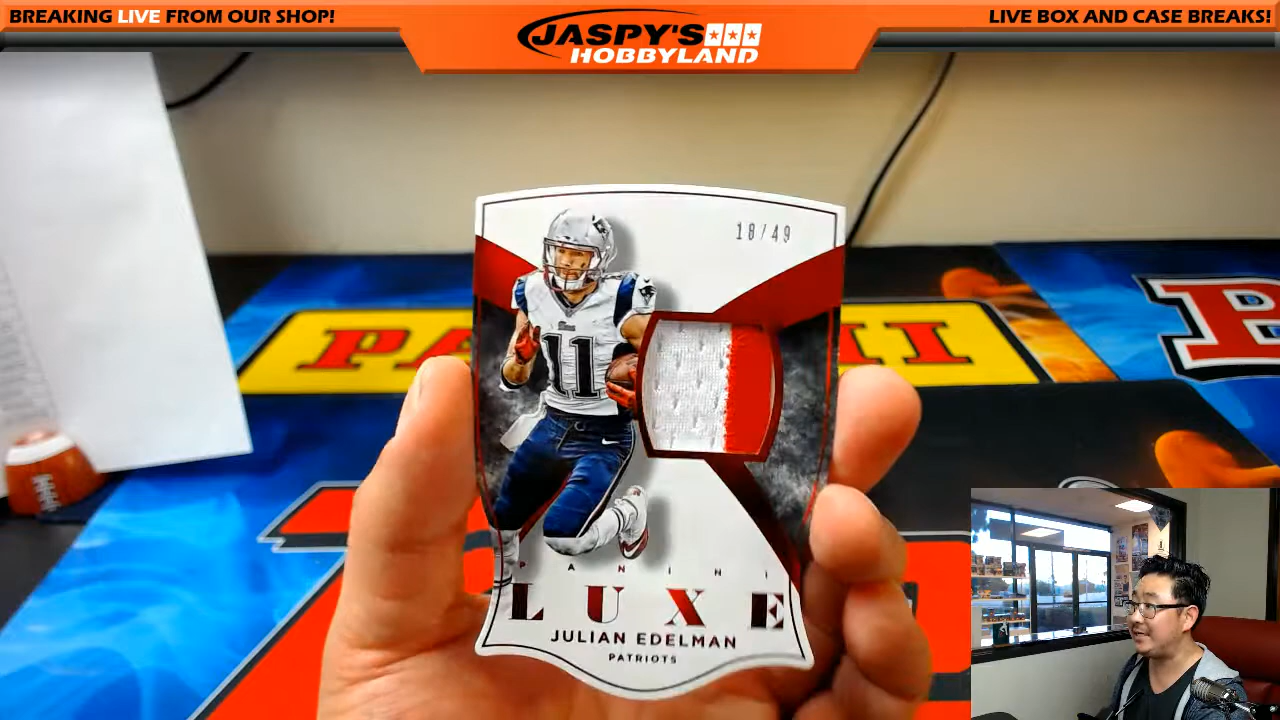 BREAKING LIVE FROM OUR SHOP!
JASPY'S
HOBBYLAND
LIVE BOX AND CASE BREAKS!
18/49
11
PANINI
LUXE
JULIAN EDELMAN
PATRIOTS